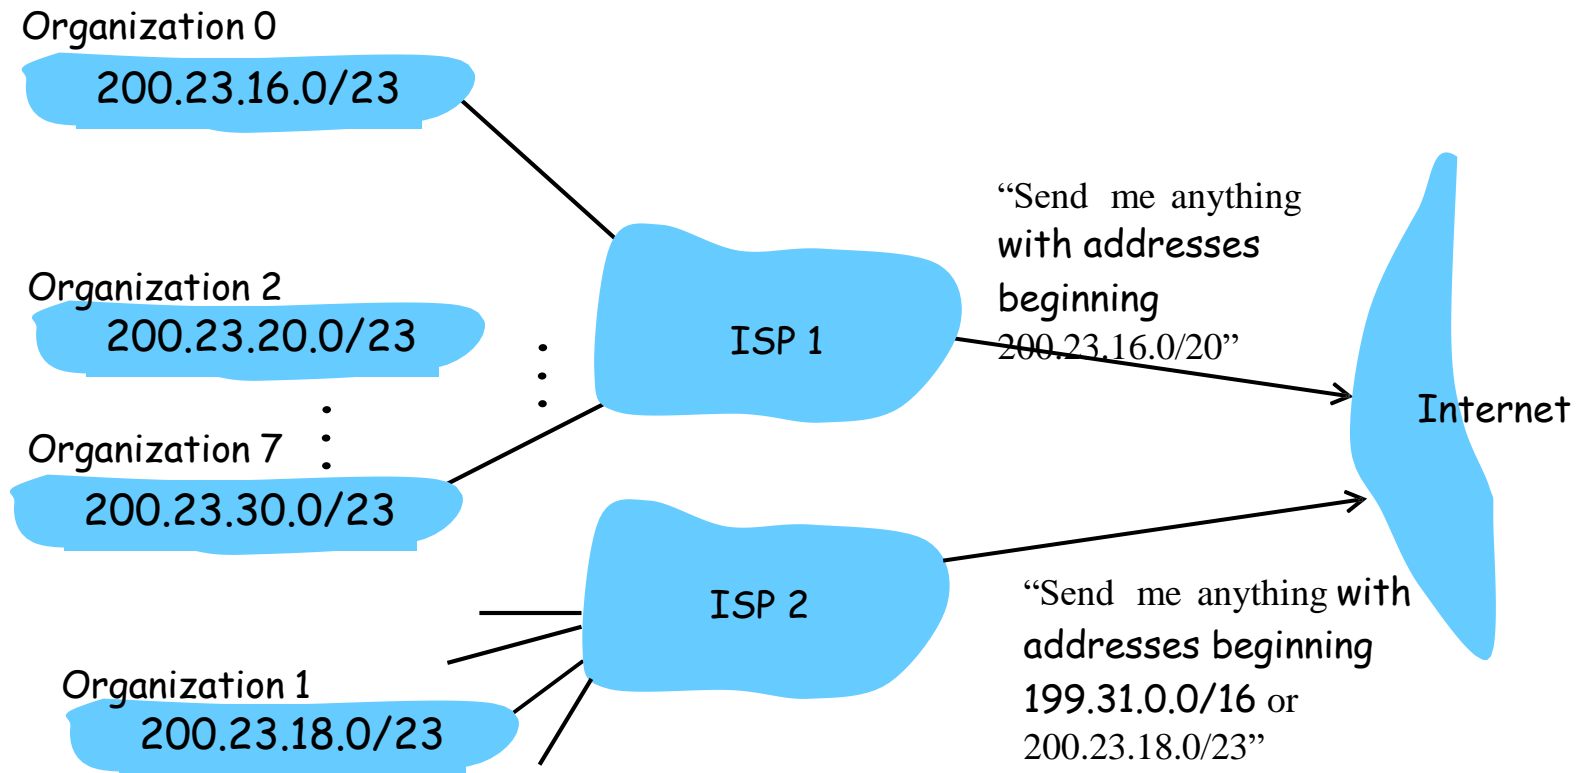 Organization 0
200.23.16.0/23
Organization 2
200.23.20.0/23
Organization 7
200.23.30.0/23
Organization 1
200.23.18.0/23
ISP 1
ISP 2
“Send me anything
with addresses
beginning
200.23.16.0/20”
“Send me anything with
addresses beginning
199.31.0.0/16 or
200.23.18.0/23”
Internet